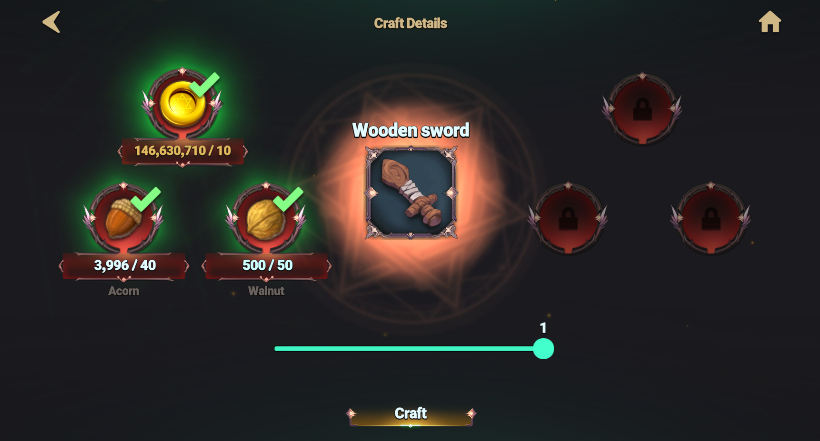 Craft Details
146,630,710 / 10
Wooden sword
3,996 / 40
500 / 50
Acorn
Walnut
1
Craft